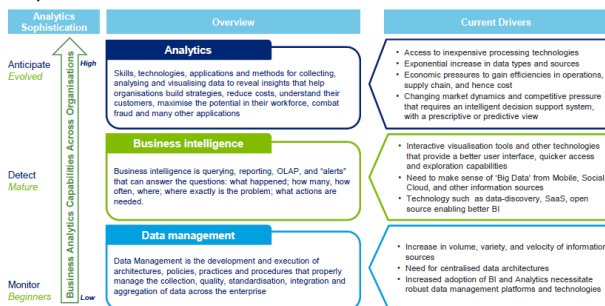 Analytics
Sophistication
Overview
Current Drivers
Anticipate
Evolved
High
Business Analytics Capabilities Across Organisations
Analytics
Skills, technologies, applications and methods for collecting,
analysing and visualising data to reveal insights that help
organisations build strategies, reduce costs, understand their
customers, maximise the potential in their workforce, combat
fraud and many other applications
• Access to inexpensive processing technologies
• Exponential increase in data types and sources
• Economic pressures to gain efficiencies in operations,
supply chain, and hence cost
• Changing market dynamics and competitive pressure
that requires an intelligent decision support system,
with a prescriptive or predictive view
Detect
Mature
Business intelligence
Business intelligence is querying, reporting, OLAP, and "alerts"
that can answer the questions: what happened; how many, how
often, where; where exactly is the problem; what actions are
needed.
• Interactive visualisation tools and other technologies
that provide a better user interface, quicker access
and exploration capabilities
• Need to make sense of 'Big Data' from Mobile, Social
Cloud, and other information sources
• Technology such as data-discovery, SaaS, open
source enabling better BI
Monitor
Beginners
Low
Data management
Data Management is the development and execution of
architectures, policies, practices and procedures that properly
manage the collection, quality, standardisation, integration and
aggregation of data across the enterprise
• Increase in volume, variety, and velocity of information
sources
• Need for centralised data architectures
• Increased adoption of BI and Analytics necessitate
robust data management platforms and technologies